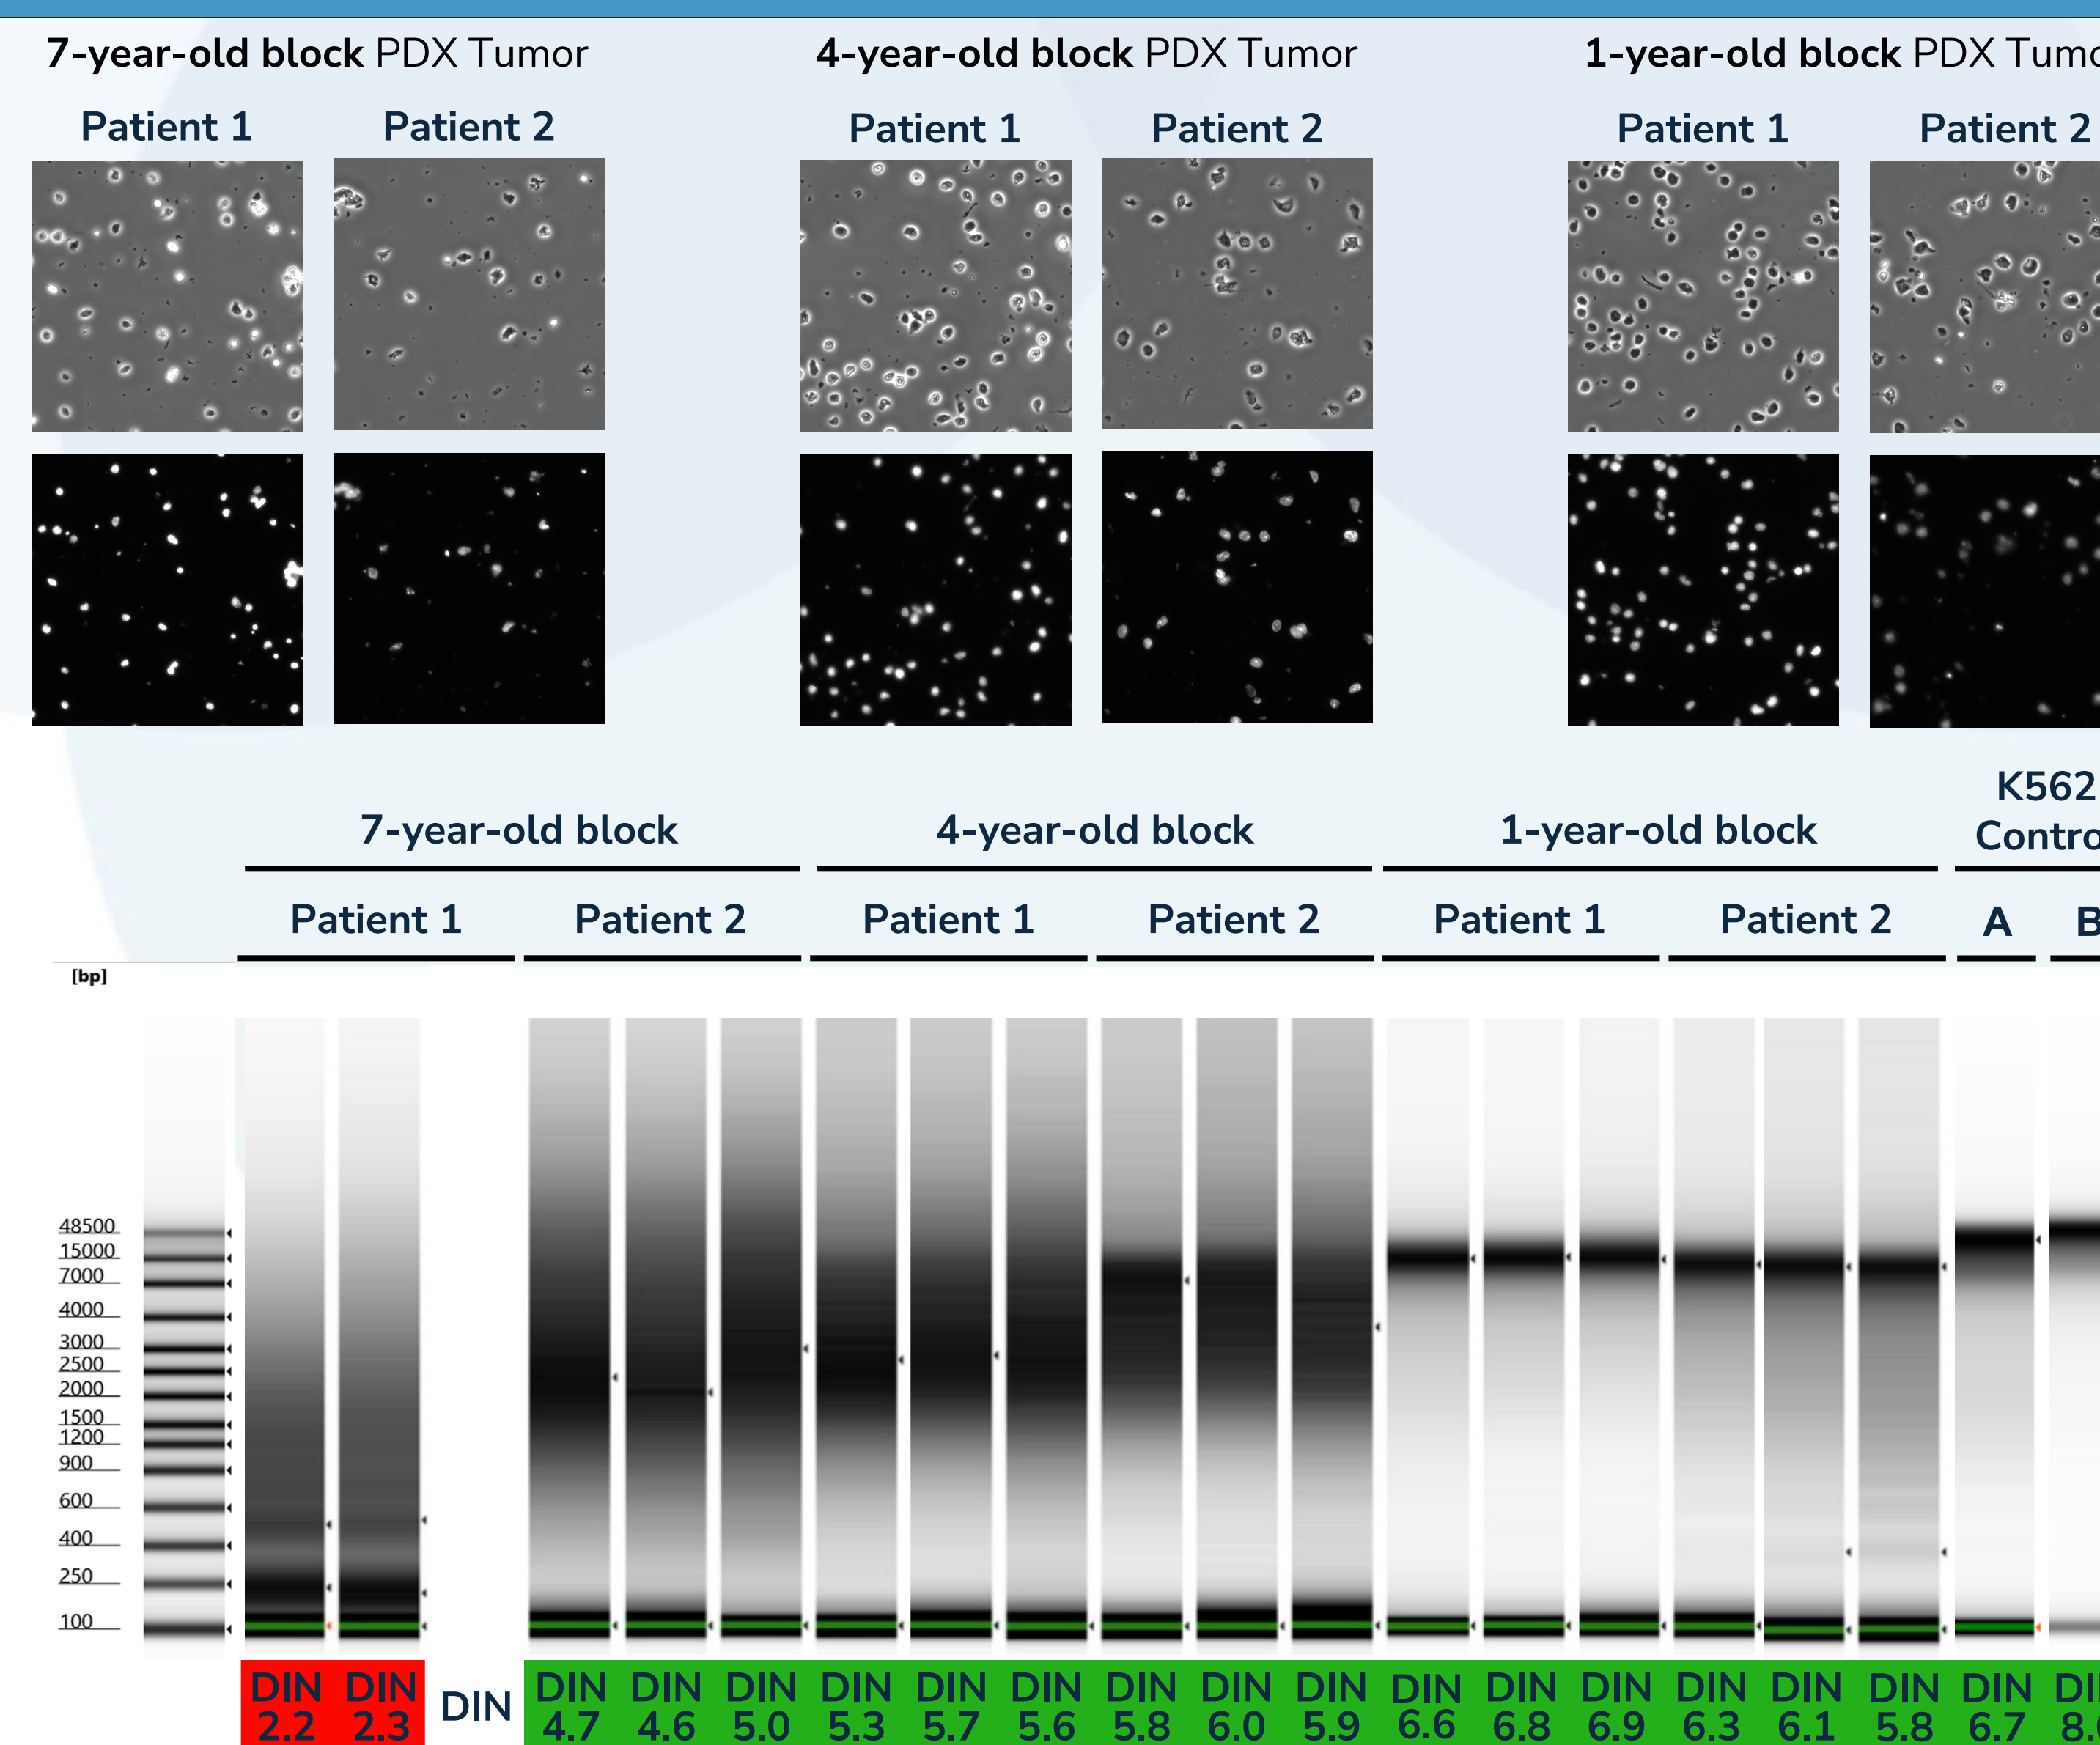 7-year-old block PDX Tumor
4-year-old block PDX Tumor
1-year-old block PDX Tumo
Patient 1
Patient 2
Patient 1
Patient 2
Patient 1
Patient 2
7-year-old block
4-year-old block
1-year-old block
K562
Contro
Patient 1
Patient 2
Patient 1
Patient 2
Patient 1
Patient 2
A
B
[bp]
48500
15000
7000
4000
3000
2500
2000
1500
1200
900
600
400
250
100
DIN
2.2
DIN
2.3
DIN
DIN
4.7
DIN
4.6
DIN
5.0
DIN
5.3
DIN
5.7
DIN
5.6
DIN
5.8
DIN
6.0
DIN
5.9
DIN
6.6
DIN
6.8
DIN
6.9
DIN
6.3
DIN
6.1
DIN
5.8
DIN
6.7